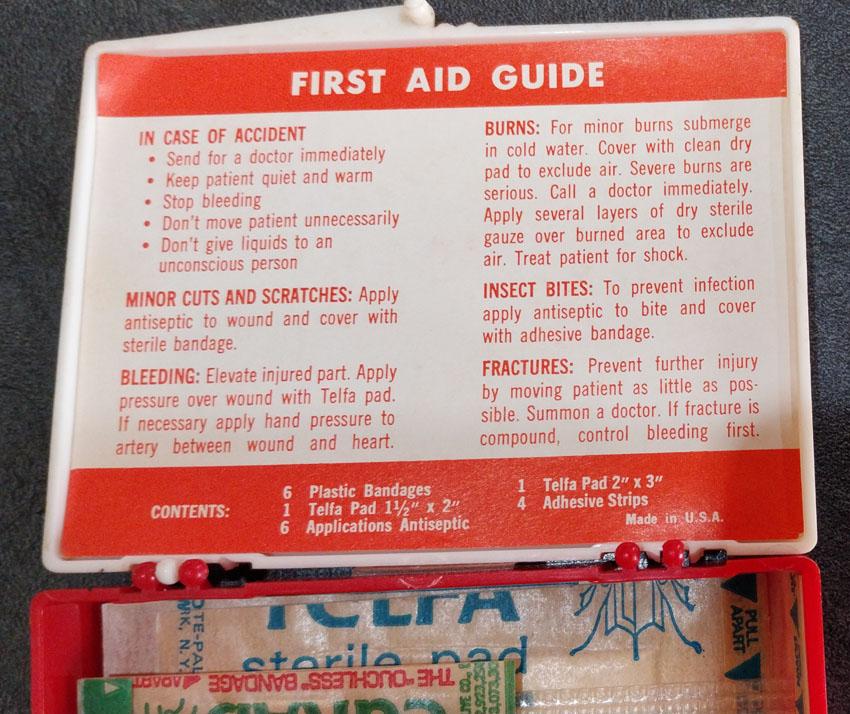 FIRST AID GUIDE
IN CASE OF ACCIDENT
• Send for a doctor immediately
• Keep patient quiet and warm
• Stop bleeding
• Don't move patient unnecessarily
• Don't give liquids to an
unconscious person
MINOR CUTS AND SCRATCHES: Apply
antiseptic to wound and cover with
sterile bandage.
BLEEDING: Elevate injured part. Apply
pressure over wound with Telfa pad.
If necessary apply hand pressure to
artery between wound and heart.
BURNS: For minor burns submerge
in cold water. Cover with clean dry
pad to exclude air. Severe burns are
serious. Call a doctor immediately.
Apply several layers of dry sterile
gauze over burned area to exclude
air. Treat patient for shock.
INSECT BITES: To prevent infection
apply antiseptic to bite and cover
with adhesive bandage.
FRACTURES: Prevent further injury
by moving patient as little as pos-
sible. Summon a doctor. If fracture is
compound, control bleeding first.
CONTENTS:
6 Plastic Bandages
1 Telfa Pad 1½" x 2"
6 Applications Antiseptic
1 Telfa Pad 2" x 3"
4 Adhesive Strips
Made in U.S.A.
TELFA
sterile pad
PULL
APART
THE "OUCHLESS" BANDAGE
APART